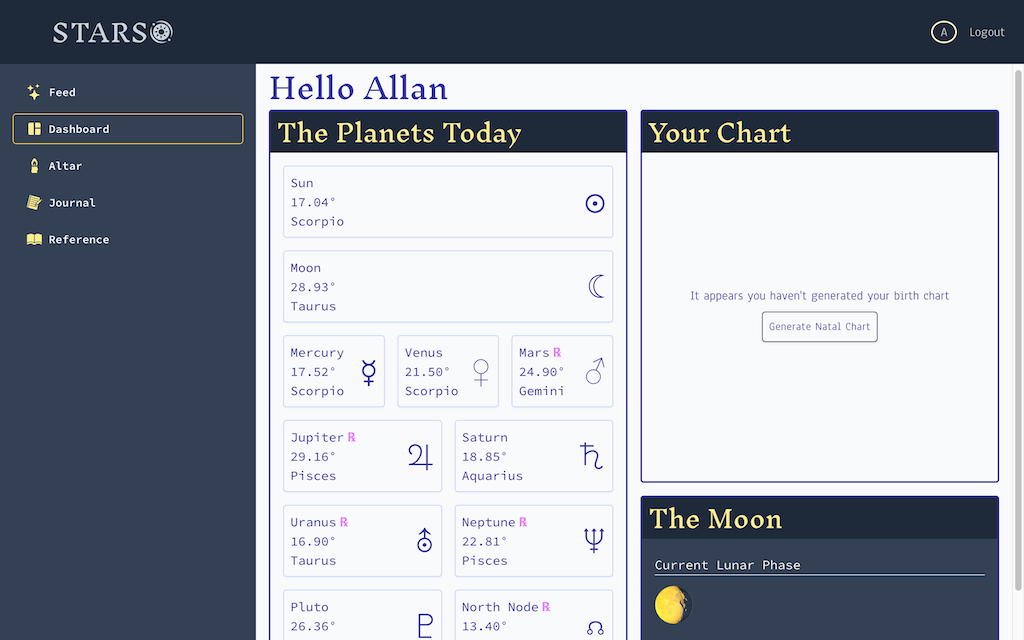 STARS
A
Logout
Feed
Dashboard
Altar
Journal
Reference
Hello Allan
The Planets Today
Sun
17.04°
Scorpio
Moon
28.93°
Taurus
Mercury
17.52°
Scorpio
Venus
21.50°
Scorpio
Mars ℞
24.90°
Gemini
Jupiter ℞
29.16°
Pisces
Saturn
18.85°
Aquarius
Uranus ℞
16.90°
Taurus
Neptune ℞
22.81°
Pisces
Pluto
26.36°
North Node ℞
13.40°
Your Chart
It appears you haven't generated your birth chart
Generate Natal Chart
The Moon
Current Lunar Phase